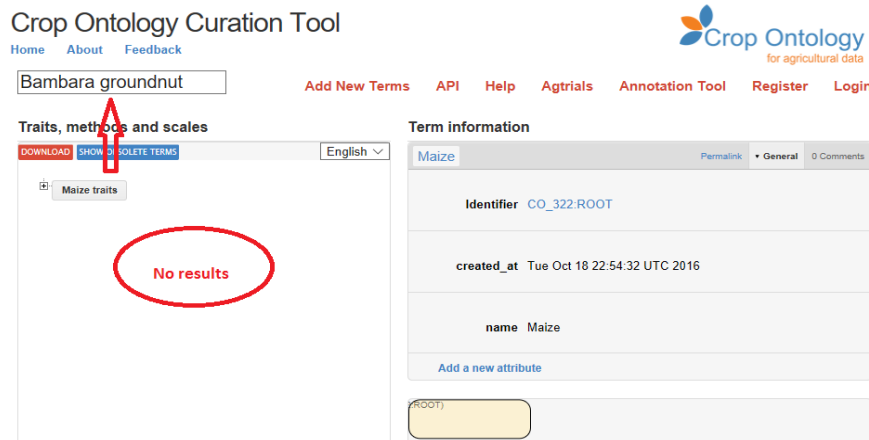 Crop Ontology Curation Tool
Home About Feedback
Crop Ontology
for agricultural data
Bambara groundnut
Add New Terms API Help Agtrials Annotation Tool Register Login
Traits, methods and scales
DOWNLOAD SHOW OBSOLETE TERMS English
Maize traits
No results
Term information
Maize Permalink General 0 Comments
Identifier CO_322:ROOT
created_at Tue Oct 18 22:54:32 UTC 2016
name Maize
Add a new attribute
:ROOT)